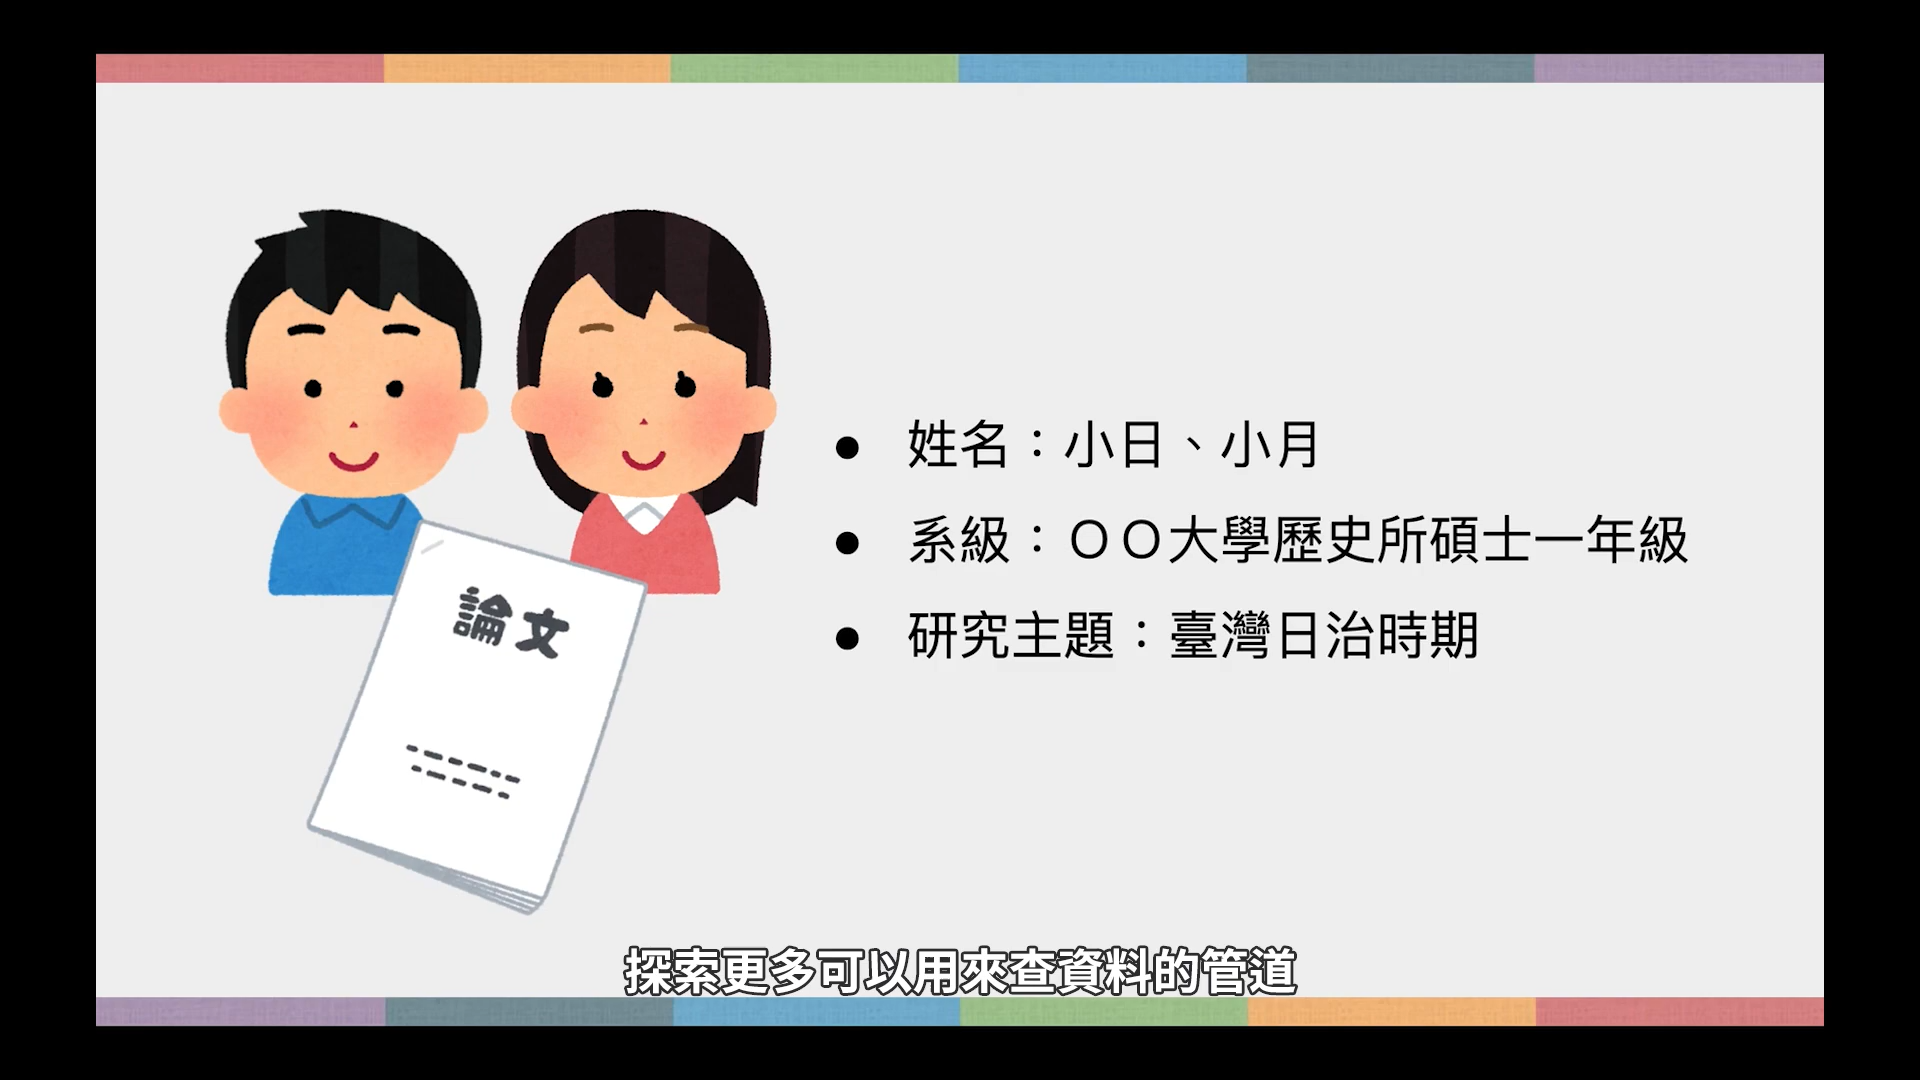 論文
● 姓名：小日、小月
● 系級：ＯＯ大學歷史所碩士一年級
● 研究主題：臺灣日治時期
探索更多可以用來查資料的管道